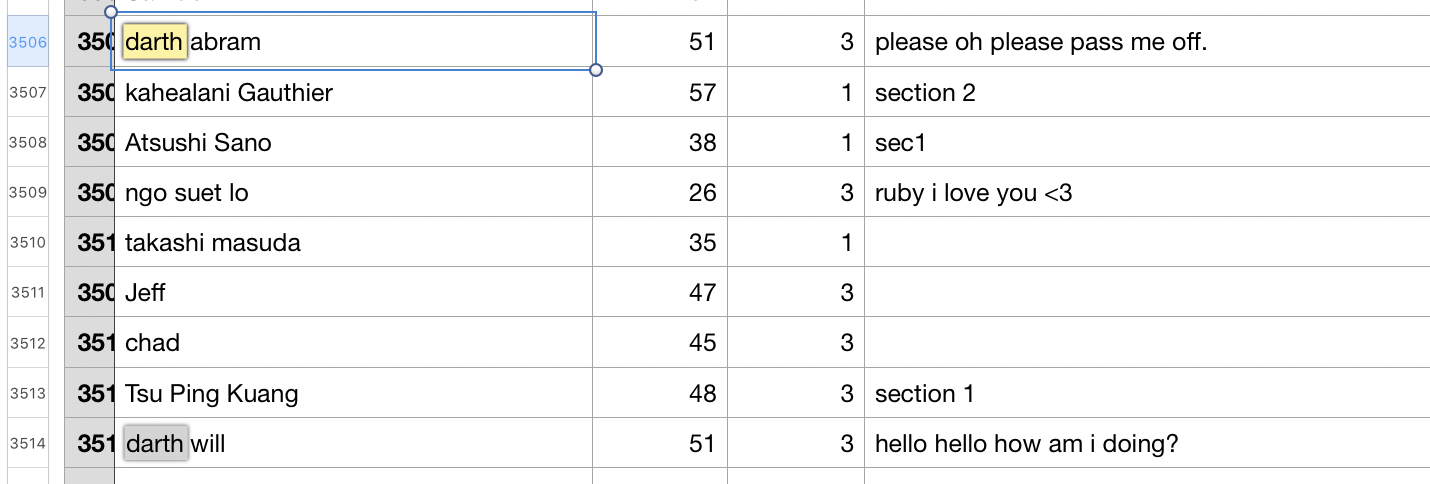 3506 350 darth abram 51 3 please oh please pass me off.
3507 350 kahealani Gauthier 57 1 section 2
3508 350 Atsushi Sano 38 1 sec1
3509 350 ngo suet lo 26 3 ruby i love you <3
3510 351 takashi masuda 35 1
3511 350 Jeff 47 3
3512 351 chad 45 3
3513 351 Tsu Ping Kuang 48 3 section 1
3514 351 darth will 51 3 hello hello how am i doing?